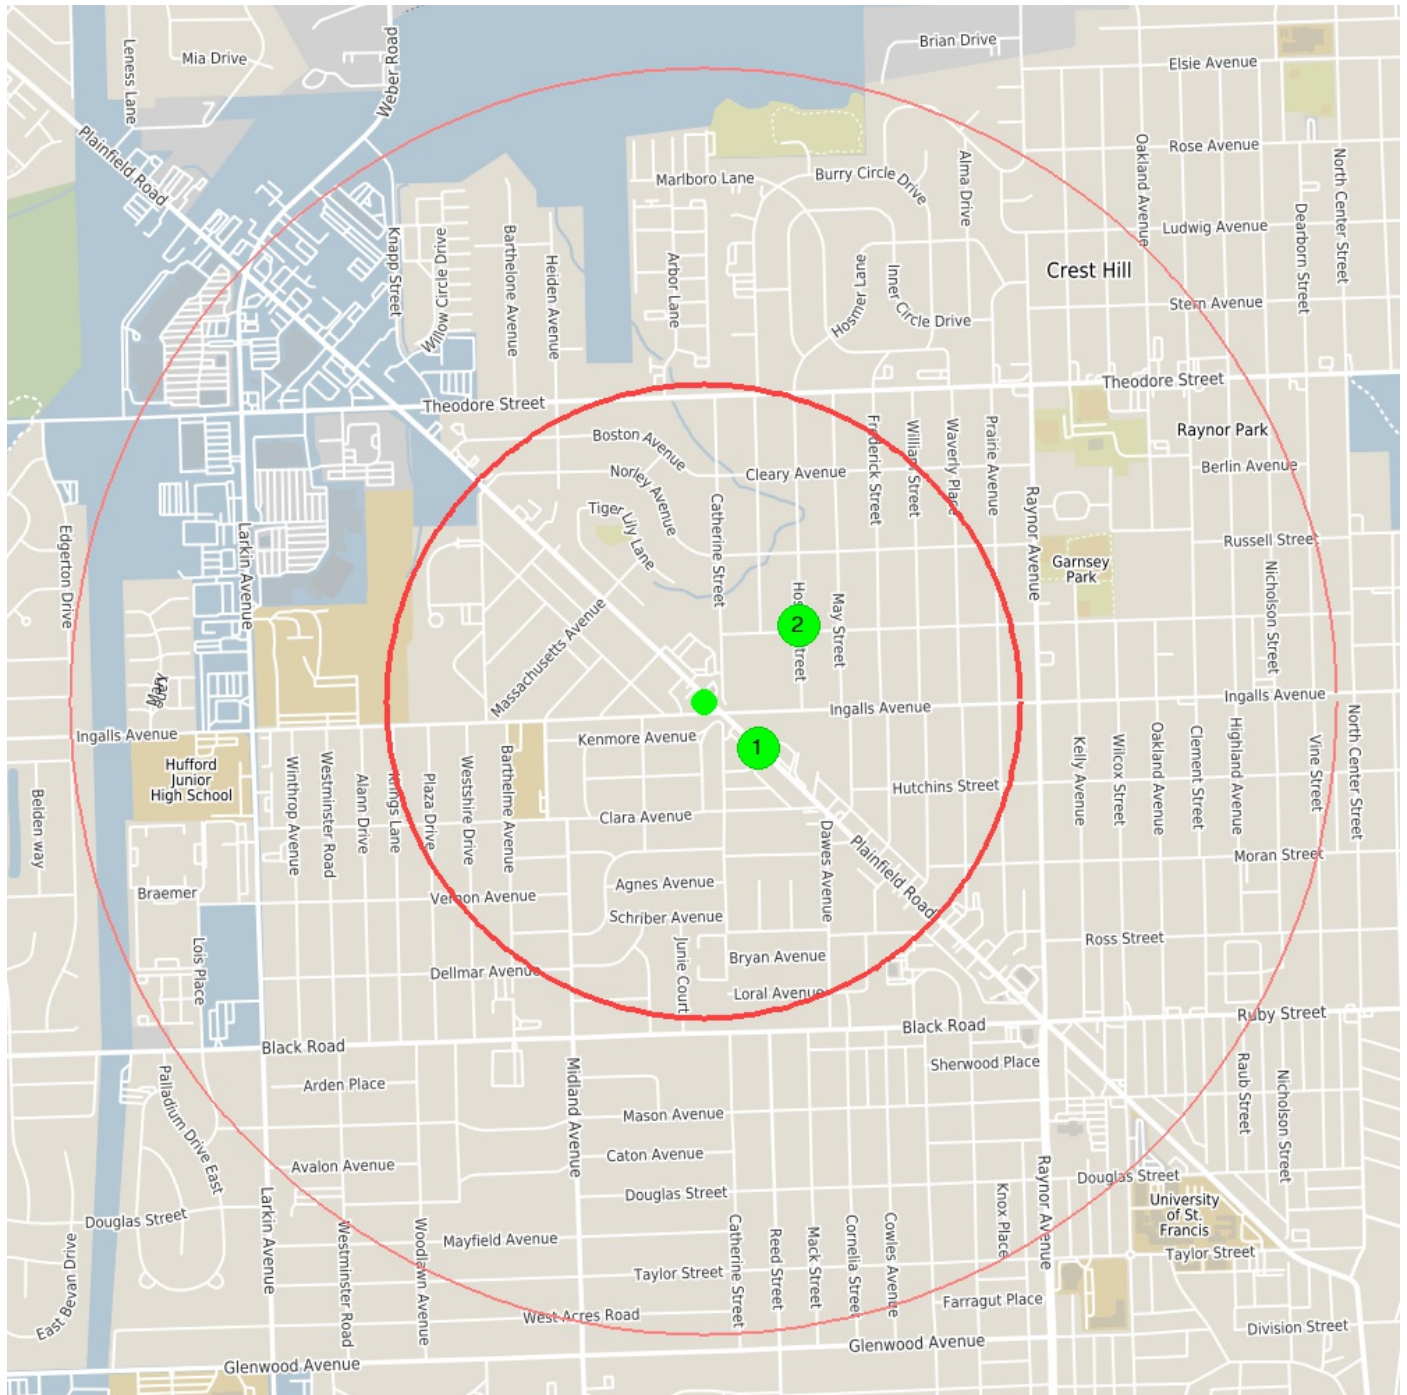 Mia Drive
Leness Lane
Weber Road
Brian Drive
Elsie Avenue
Plainfield Road
Marlboro Lane
Burry Circle Drive
Alma Drive
Oakland Avenue
Rose Avenue
North Center Street
Dearborn Street
Ludwig Avenue
Knapp Street
Willow Circle Drive
Barthelone Avenue
Heiden Avenue
Arbor Lane
Hosmer Lane
Inner Circle Drive
Crest Hill
Stern Avenue
Theodore Street
Theodore Street
Boston Avenue
Norley Avenue
Tiger Lily Lane
Cleary Avenue
Catherine Street
Frederick Street
William Street
Waverly Place
Prairie Avenue
Raynor Avenue
Raynor Park
Berlin Avenue
Russell Street
Garnsey
Park
Nicholson Street
Edgerton Drive
Larkin Avenue
Massachusetts Avenue
May Street
2
1
Ingalls Avenue
Ingalls Avenue
Ingalls Avenue
Kenmore Avenue
Hufford
Junior
High School
Belden way
Winthrop Avenue
Westminster Road
Alann Drive
Krings Lane
Plaza Drive
Westshire Drive
Barthelme Avenue
Clara Avenue
Hutchins Street
Dawes Avenue
Plainfield Road
Kelly Avenue
Wilcox Street
Oakland Avenue
Clement Street
Highland Avenue
Vine Street
North Center Street
Moran Street
Braemer
Vernon Avenue
Agnes Avenue
Schriber Avenue
Lois Place
Dellmar Avenue
Junie Court
Bryan Avenue
Loral Avenue
Ross Street
Ruby Street
Black Road
Black Road
Sherwood Place
Palladium Drive East
Arden Place
Midland Avenue
Mason Avenue
Raub Street
Nicholson Street
Avalon Avenue
Caton Avenue
Douglas Street
Douglas Street
Douglas Street
Larkin Avenue
Westminster Road
Woodlawn Avenue
Mayfield Avenue
Catherine Street
Reed Street
Mack Street
Cornelia Street
Cowles Avenue
Knox Place
Raynor Avenue
University
of St.
Francis
Taylor Street
Taylor Street
East Bevan Drive
West Acres Road
Farragut Place
Division Street
Glenwood Avenue
Glenwood Avenue